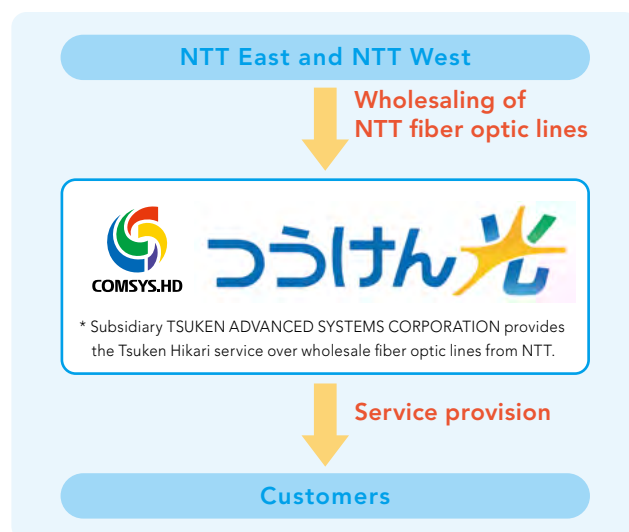 NTT East and NTT West
Wholesaling of
NTT fiber optic lines
COMSYS.HD
つうけん光
* Subsidiary TSUKEN ADVANCED SYSTEMS CORPORATION provides
the Tsuken Hikari service over wholesale fiber optic lines from NTT.
Service provision
Customers